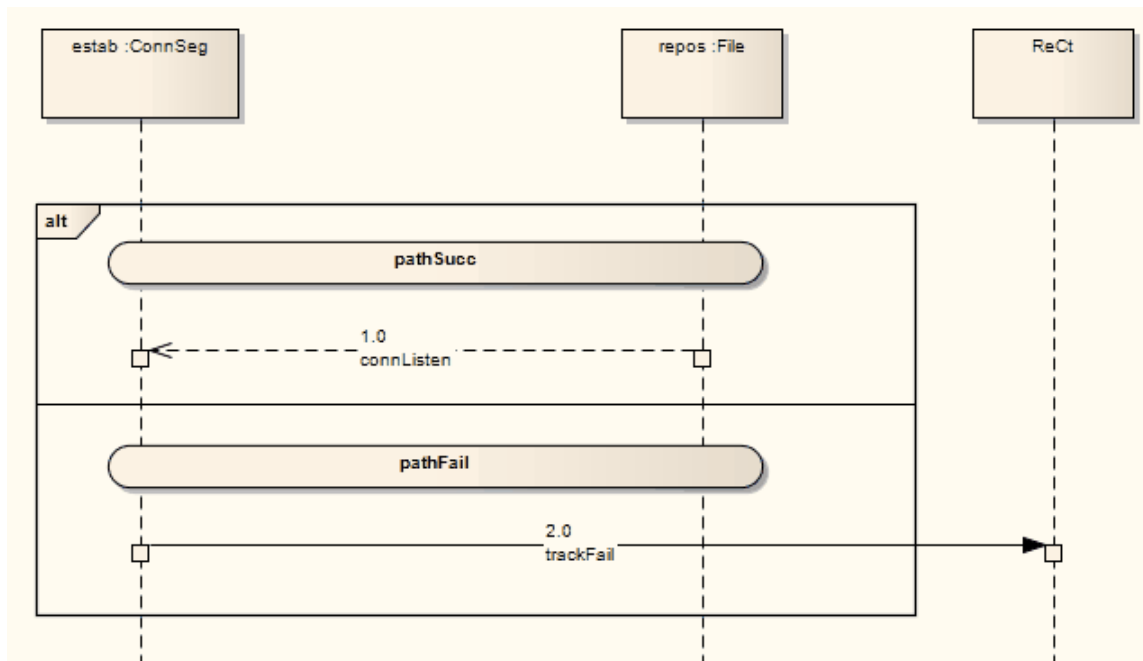 estab :ConnSeg
repos :File
ReCt
alt
pathSucc
1.0
connListen
pathFail
2.0
trackFail